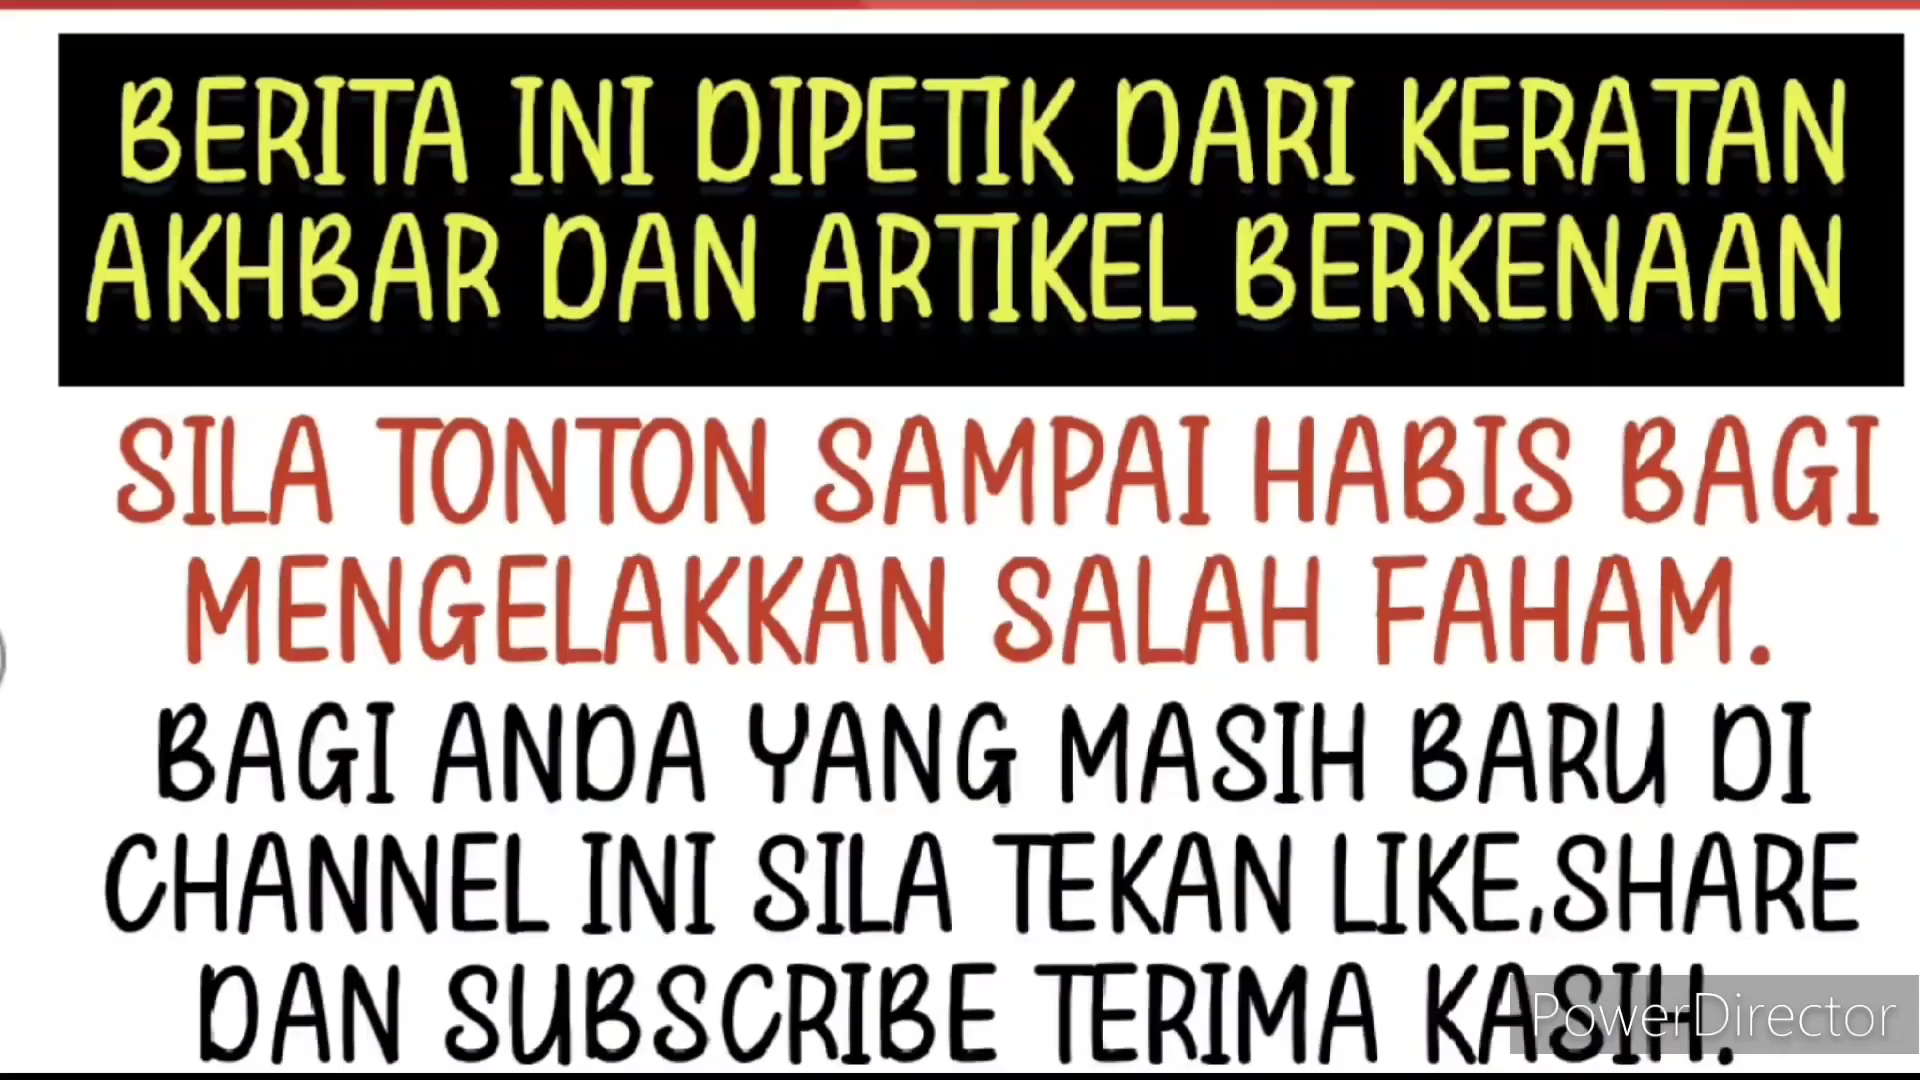 BERITA INI DIPETIK DARI KERATAN
AKHBAR DAN ARTIKEL BERKENAAN
SILA TONTON SAMPAI HABIS BAGI
MENGELAKKAN SALAH FAHAM.
BAGI ANDA YANG MASIH BARU DI
CHANNEL INI SILA TEKAN LIKE,SHARE
DAN SUBSCRIBE TERIMA KASIH.
PowerDirector